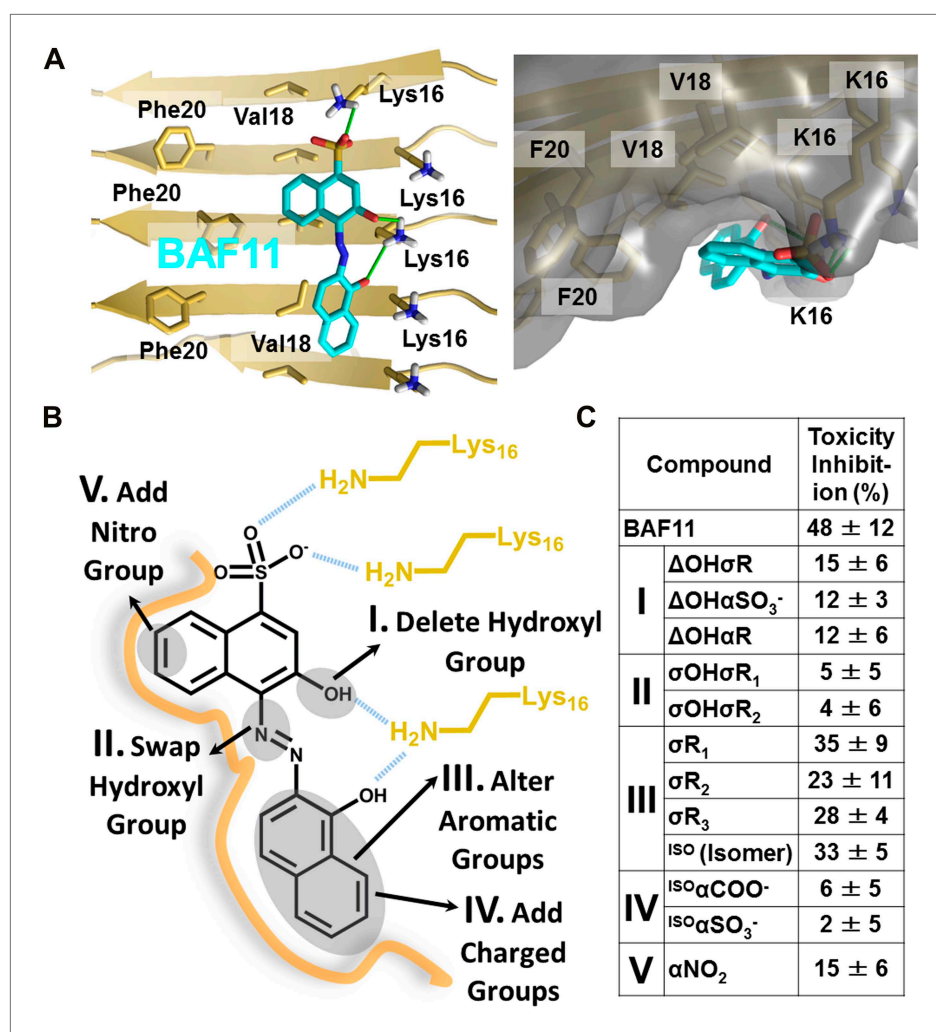 A
Phe20
Val18
Lys16
Phe20
Lys16
BAF11
Lys16
Phe20
Val18
Lys16
V18
K16
F20
V18
K16
F20
K16
B
V. Add
Nitro
Group
O
O=S
O-
H2N
Lys16
H2N
Lys16
I. Delete Hydroxyl
Group
OH
H2N
Lys16
N
N
II. Swap
Hydroxyl
Group
OH
III. Alter
Aromatic
Groups
IV. Add
Charged
Groups
C
Compound Toxicity
Inhibit-
ion (%)
BAF11 48 ± 12
I ΔOHσR 15 ± 6
ΔOHαSO3- 12 ± 3
ΔOHαR 12 ± 6
II σOHσR1 5 ± 5
σOHσR2 4 ± 6
III σR1 35 ± 9
σR2 23 ± 11
σR3 28 ± 4
ISO (Isomer) 33 ± 5
IV ISOαCOO- 6 ± 5
ISOαSO3- 2 ± 5
V αNO2 15 ± 6